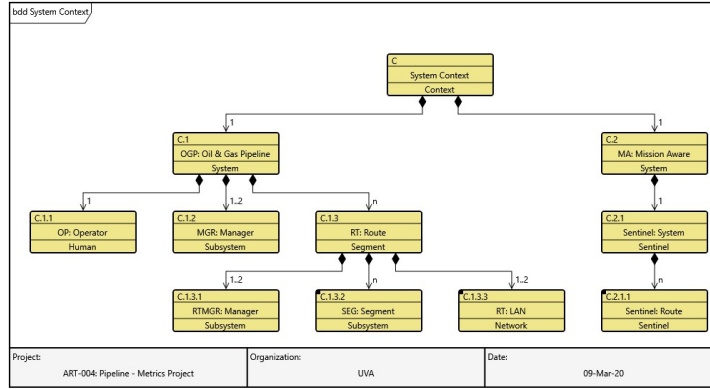 bdd System Context
C
System Context
Context
1
1
C.1
OGP: Oil & Gas Pipeline
System
C.2
MA: Mission Aware
System
1
1..2
n
1
C.1.1
OP: Operator
Human
C.1.2
MGR: Manager
Subsystem
C.1.3
RT: Route
Segment
C.2.1
Sentinel: System
Sentinel
1..2
n
1..2
n
C.1.3.1
RTMGR: Manager
Subsystem
C.1.3.2
SEG: Segment
Subsystem
C.1.3.3
RT: LAN
Network
C.2.1.1
Sentinel: Route
Sentinel
Project:
ART-004: Pipeline - Metrics Project
Organization:
UVA
Date:
09-Mar-20